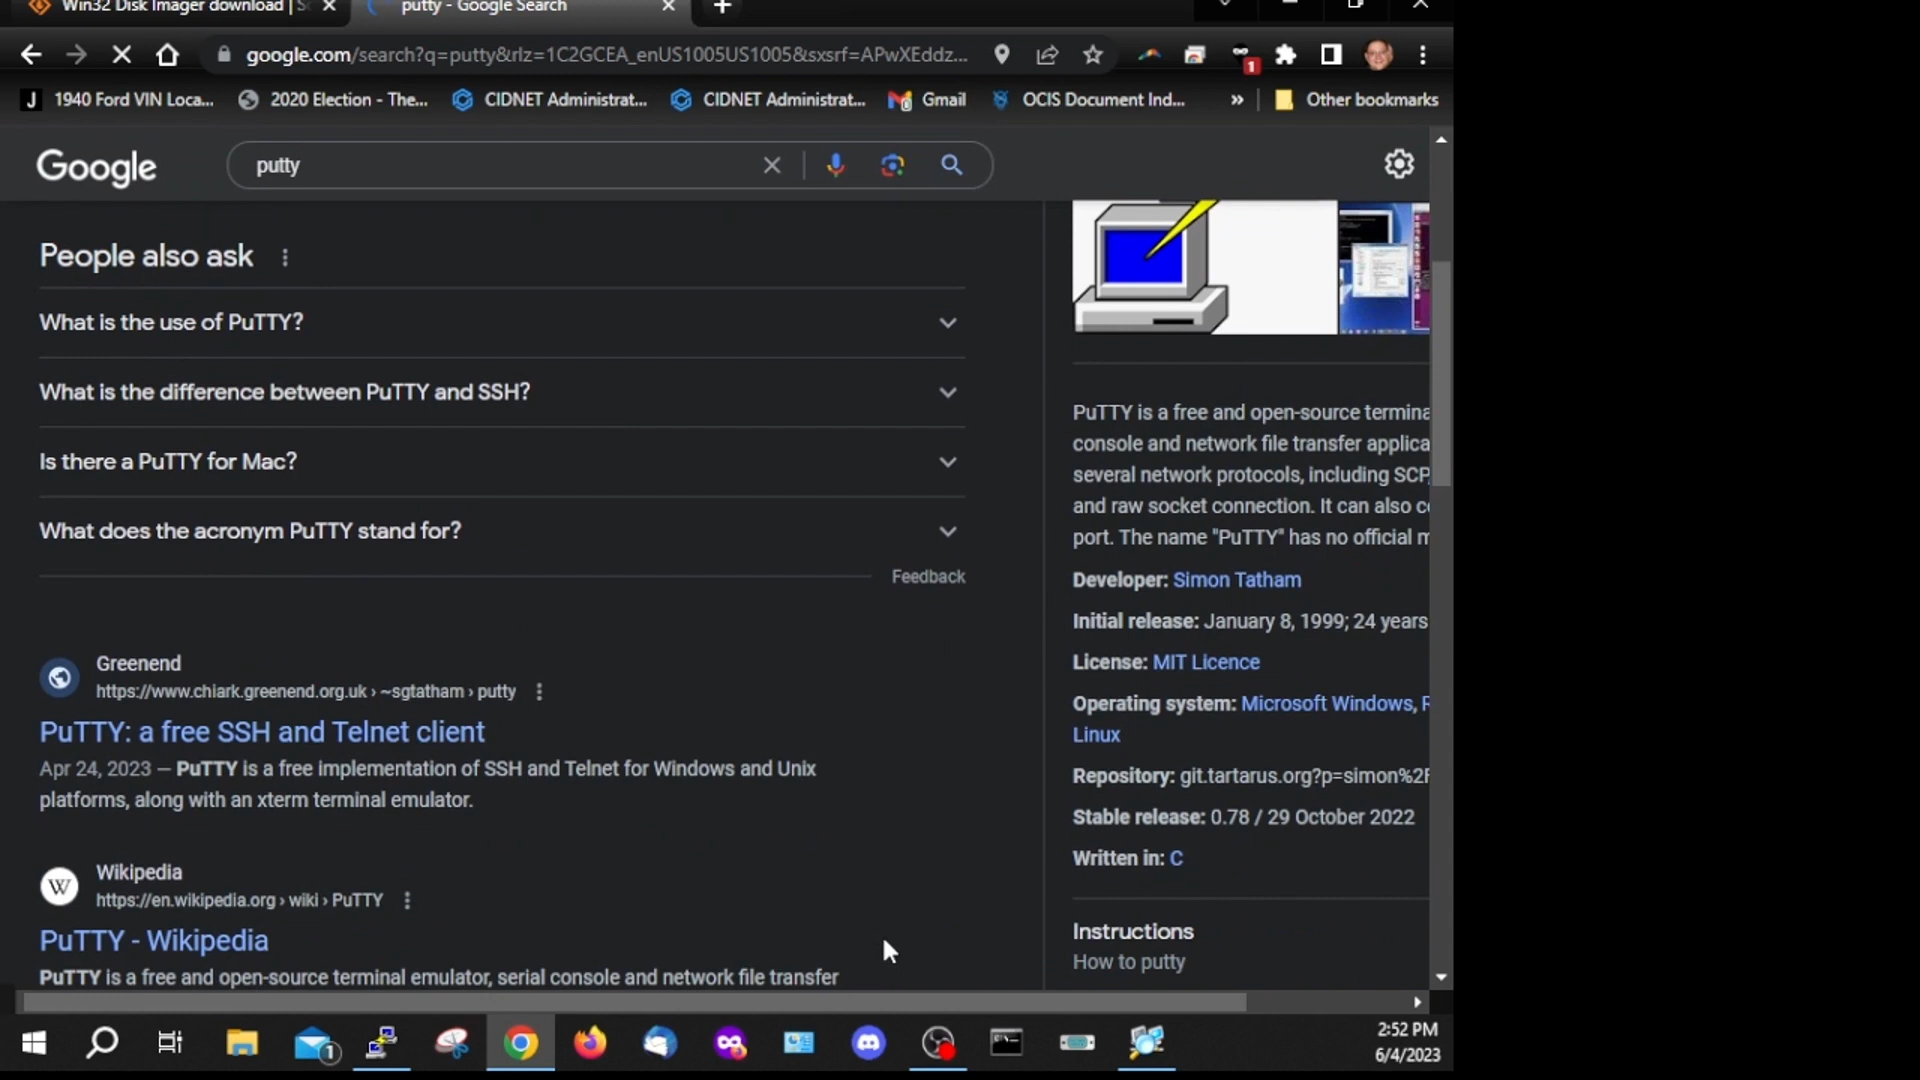 Win32 Disk Imager download | S
putty - Google Search
google.com/search?q=putty&rlz=1C2GCEA_enUS1005US1005&sxsrf=APwXEddz...
1
J 1940 Ford VIN Loca...
2020 Election - The...
CIDNET Administrat...
CIDNET Administrat...
Gmail
OCIS Document Ind...
»
Other bookmarks
Google
putty
People also ask
What is the use of PuTTY?
What is the difference between PuTTY and SSH?
Is there a PuTTY for Mac?
What does the acronym PuTTY stand for?
Feedback
Greenend
https://www.chiark.greenend.org.uk › ~sgtatham › putty
PuTTY: a free SSH and Telnet client
Apr 24, 2023 — PuTTY is a free implementation of SSH and Telnet for Windows and Unix
platforms, along with an xterm terminal emulator.
W
Wikipedia
https://en.wikipedia.org › wiki › PuTTY
PuTTY - Wikipedia
PuTTY is a free and open-source terminal emulator, serial console and network file transfer
PuTTY is a free and open-source termina
console and network file transfer applica
several network protocols, including SCP,
and raw socket connection. It can also c
port. The name "PuTTY" has no official m
Developer: Simon Tatham
Initial release: January 8, 1999; 24 years
License: MIT Licence
Operating system: Microsoft Windows, R
Linux
Repository: git.tartarus.org?p=simon%2F
Stable release: 0.78 / 29 October 2022
Written in: C
Instructions
How to putty
1
2:52 PM
6/4/2023